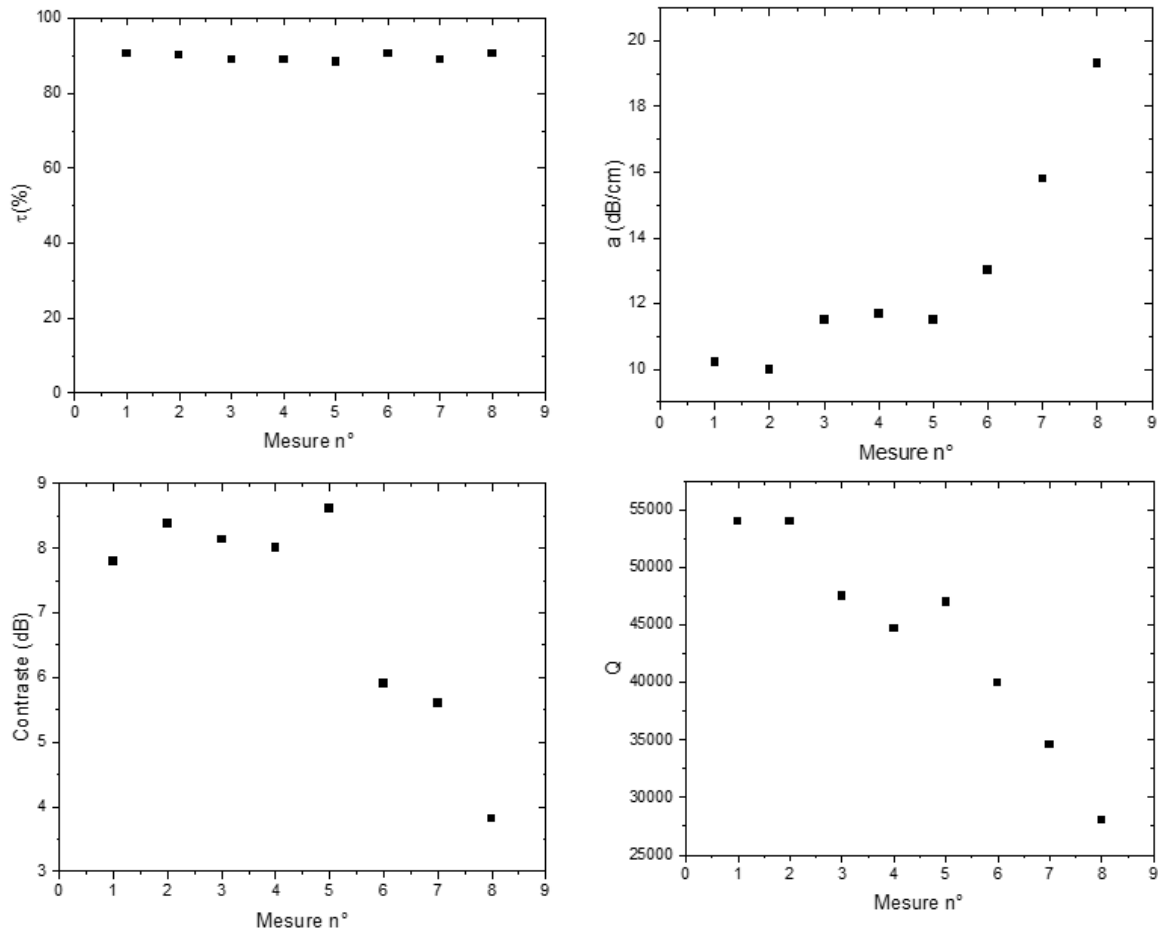 100
80
60
40
20
0
τ(%)
0 1 2 3 4 5 6 7 8 9
Mesure n°
20
18
16
14
12
10
a (dB/cm)
0 1 2 3 4 5 6 7 8 9
Mesure n°
9
8
7
6
5
4
3
Contraste (dB)
0 1 2 3 4 5 6 7 8 9
Mesure n°
55000
50000
45000
40000
35000
30000
25000
Q
0 1 2 3 4 5 6 7 8 9
Mesure n°